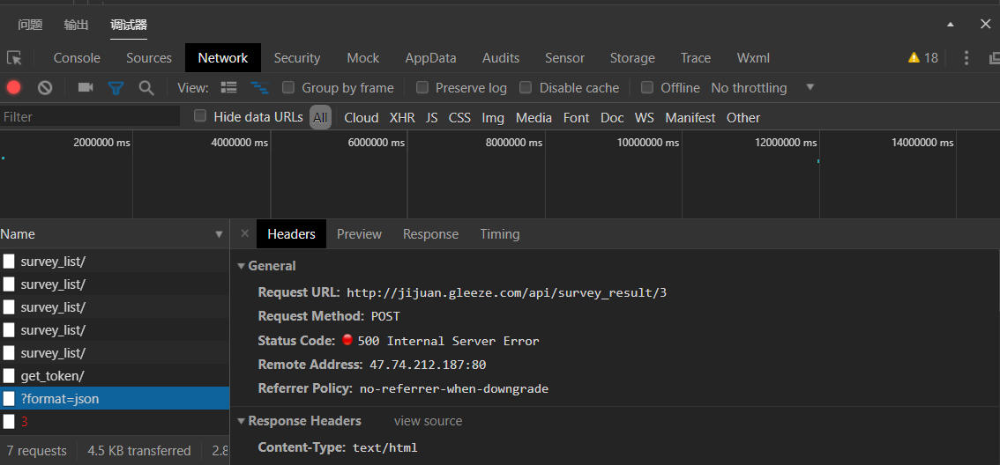 问题 输出 调试器
Console Sources Network Security Mock AppData Audits Sensor Storage Trace Wxml 18
View: Group by frame Preserve log Disable cache Offline No throttling
Filter Hide data URLs All Cloud XHR JS CSS Img Media Font Doc WS Manifest Other
2000000 ms 4000000 ms 6000000 ms 8000000 ms 10000000 ms 12000000 ms 14000000 ms
Name
survey_list/
survey_list/
survey_list/
survey_list/
survey_list/
get_token/
?format=json
3
7 requests 4.5 KB transferred 2.8
Headers Preview Response Timing
General
Request URL: http://jijuan.gleeze.com/api/survey_result/3
Request Method: POST
Status Code: 500 Internal Server Error
Remote Address: 47.74.212.187:80
Referrer Policy: no-referrer-when-downgrade
Response Headers view source
Content-Type: text/html